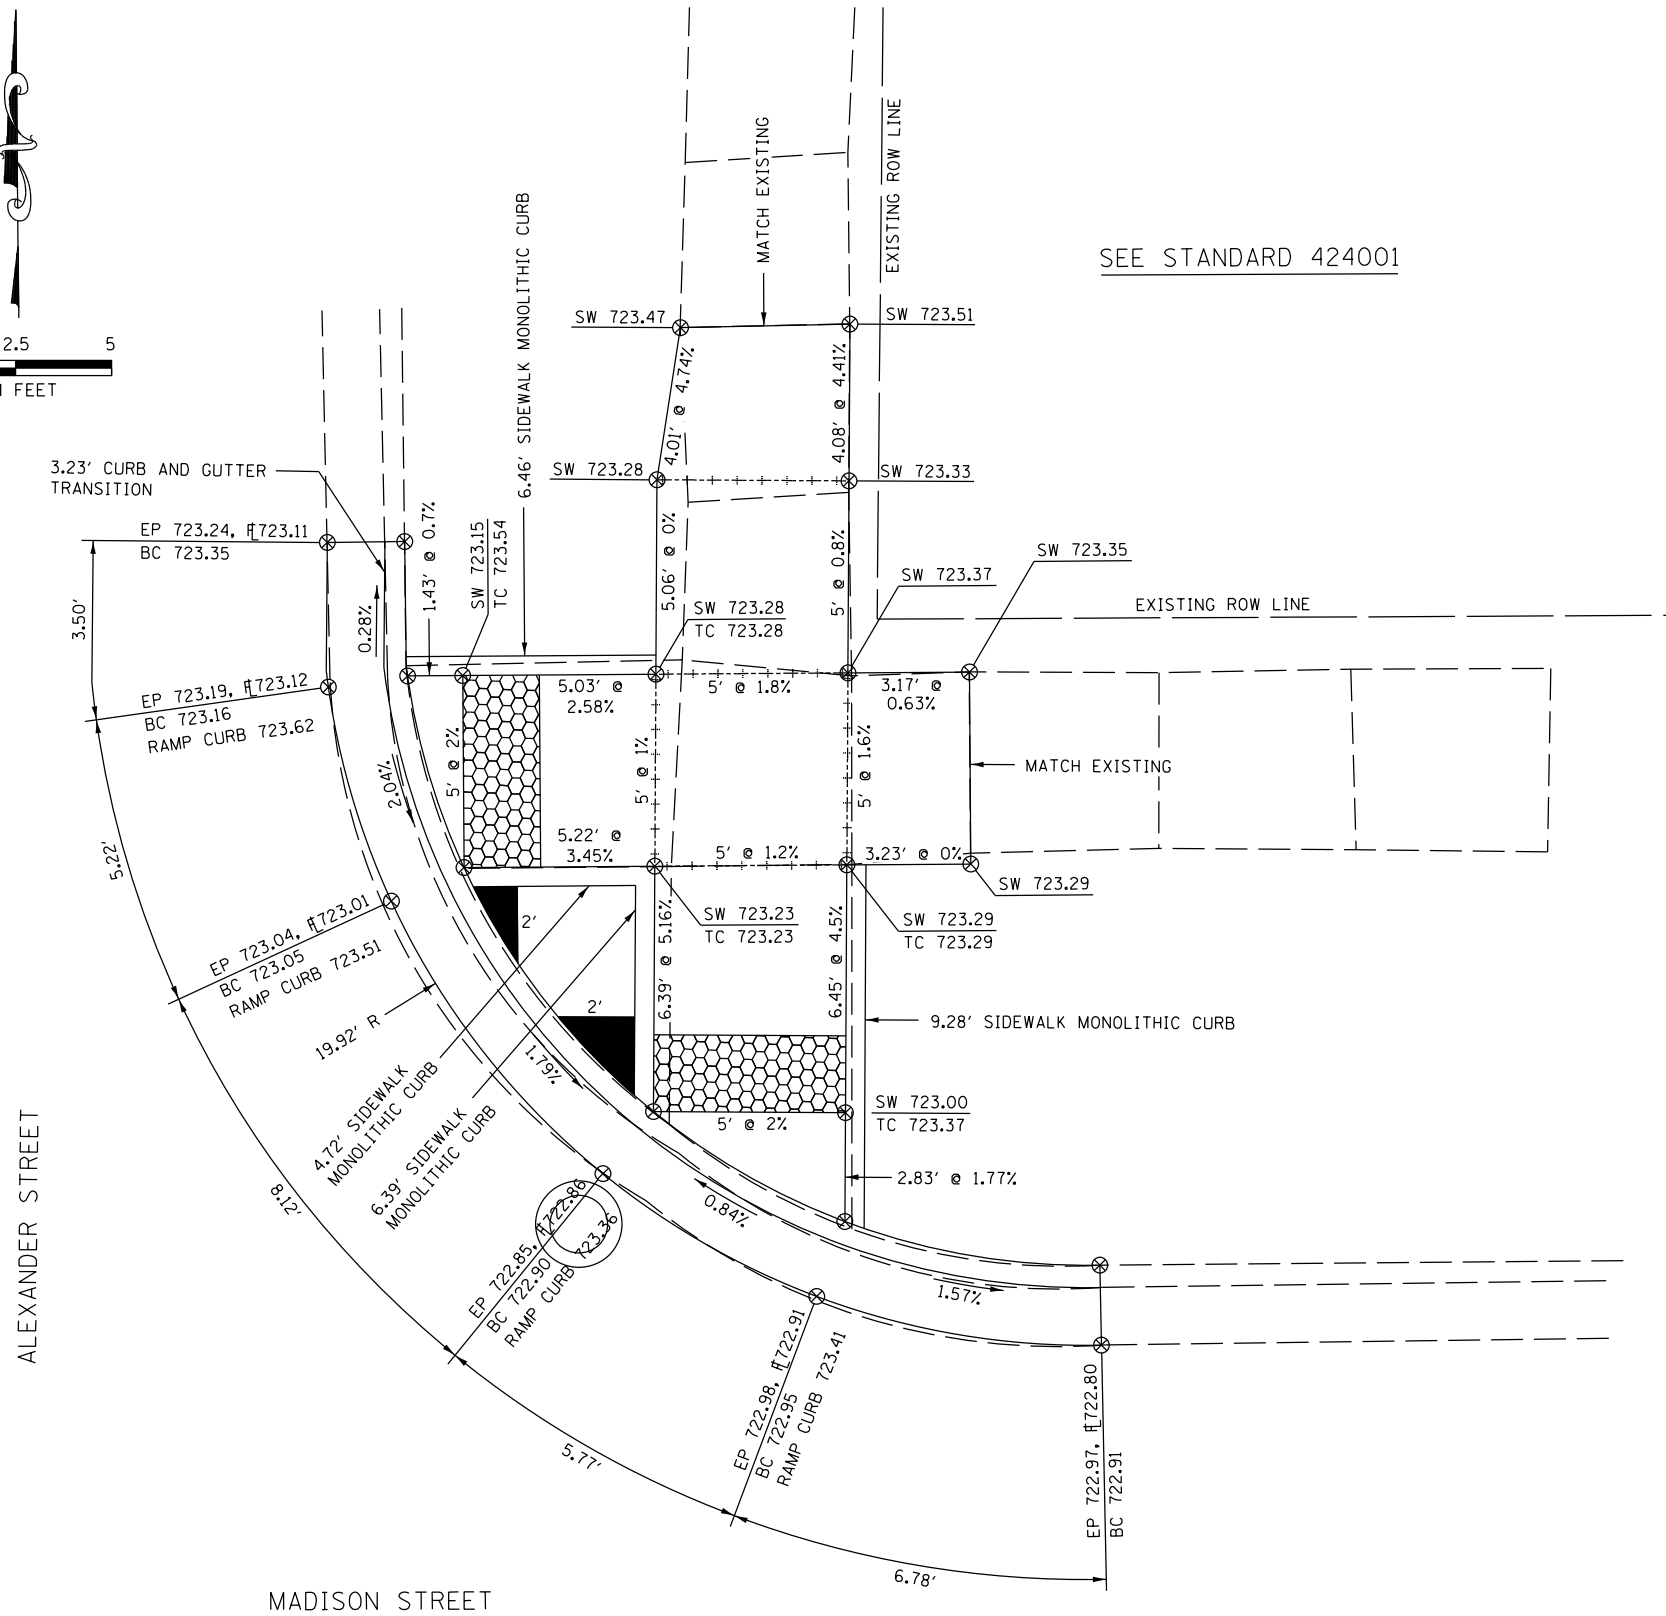 SEE STANDARD 424001
2.5 5
FEET
MATCH EXISTING
EXISTING ROW LINE
6.46' SIDEWALK MONOLITHIC CURB
SW 723.47
SW 723.51
4.01' @ 4.74%
4.08' @ 4.41%
3.23' CURB AND GUTTER
TRANSITION
SW 723.28
SW 723.33
EP 723.24, FL 723.11
BC 723.35
1.43' @ 0.7%
SW 723.15
TC 723.54
5.06' @ 0%
5' @ 0.8%
SW 723.35
SW 723.37
EXISTING ROW LINE
3.50'
0.28%
SW 723.28
TC 723.28
EP 723.19, FL 723.12
BC 723.16
RAMP CURB 723.62
5.03' @
2.58%
5' @ 1.8%
3.17' @
0.63%
2.04%
5' @ 2%
5' @ 1%
5' @ 1.6%
MATCH EXISTING
5.22'
5.22' @
3.45%
5' @ 1.2%
3.23' @ 0%
SW 723.29
SW 723.23
TC 723.23
SW 723.29
TC 723.29
EP 723.04, FL 723.01
BC 723.05
RAMP CURB 723.51
2'
6.39' @ 5.16%
6.45' @ 4.5%
19.92' R
2'
9.28' SIDEWALK MONOLITHIC CURB
1.79%
4.72' SIDEWALK
MONOLITHIC CURB
6.39' SIDEWALK
MONOLITHIC CURB
5' @ 2%
SW 723.00
TC 723.37
2.83' @ 1.77%
8.12'
0.84%
EP 722.85, FL 722.86
BC 722.90
RAMP CURB 723.36
1.57%
ALEXANDER STREET
EP 722.98, FL 722.91
BC 722.95
RAMP CURB 723.41
EP 722.97, FL 722.80
BC 722.91
5.77'
6.78'
MADISON STREET